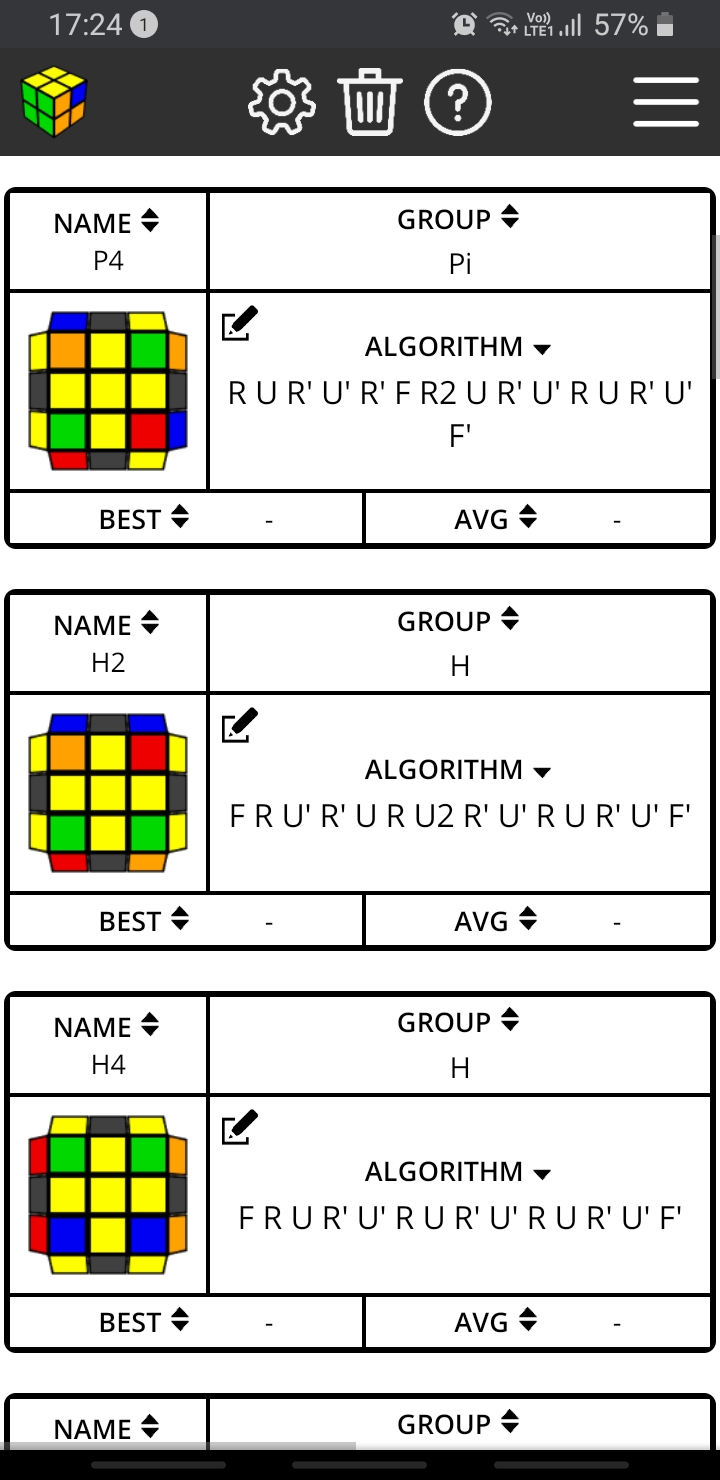 17:24 1 Vo)) LTE1 57%
?
NAME GROUP
P4 Pi
ALGORITHM
R U R' U' R' F R2 U R' U' R U R' U'
F'
BEST - AVG -
NAME GROUP
H2 H
ALGORITHM
F R U' R' U R U2 R' U' R U R' U' F'
BEST - AVG -
NAME GROUP
H4 H
ALGORITHM
F R U R' U' R U R' U' R U R' U' F'
BEST - AVG -
NAME GROUP